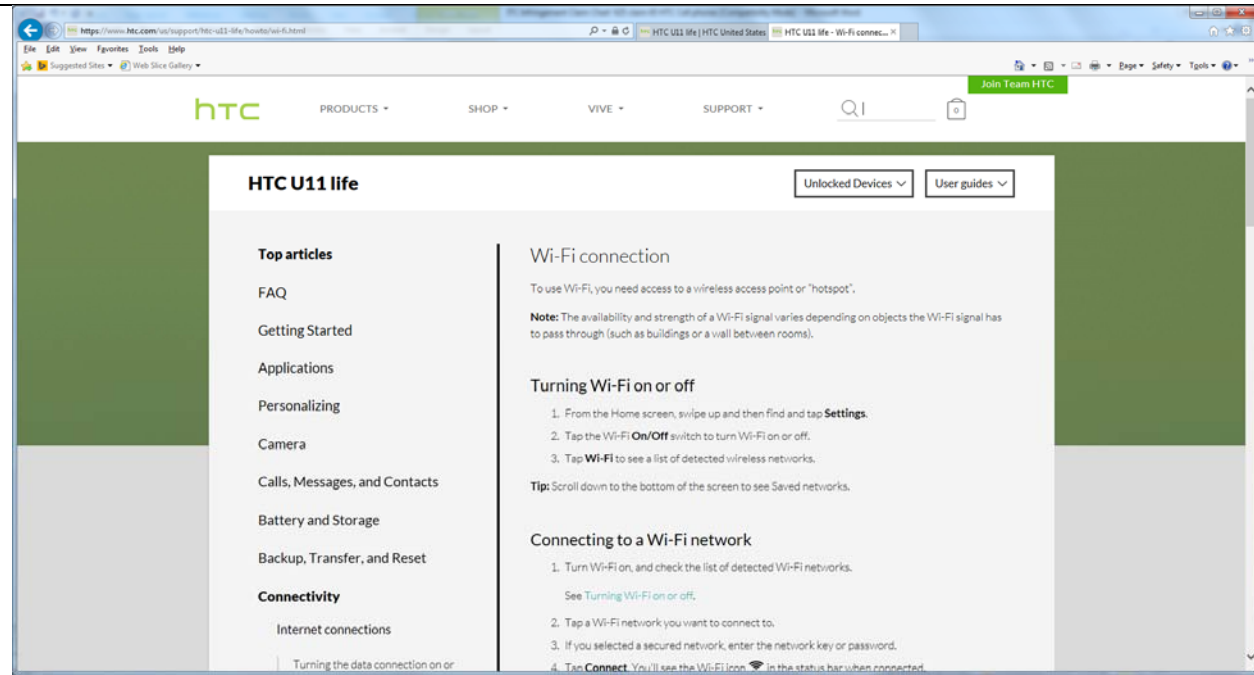 https://www.htc.com/us/support/htc-u11-life/howto/wi-fi.html
HTC U11 life | HTC United States
HTC U11 life - Wi-Fi connec...
File Edit View Favorites Tools Help
Suggested Sites
Web Slice Gallery
Page Safety Tools
Join Team HTC
hTC
PRODUCTS
SHOP
VIVE
SUPPORT
0
HTC U11 life
Unlocked Devices
User guides
Top articles
FAQ
Getting Started
Applications
Personalizing
Camera
Calls, Messages, and Contacts
Battery and Storage
Backup, Transfer, and Reset
Connectivity
Internet connections
Turning the data connection on or
Wi-Fi connection
To use Wi-Fi, you need access to a wireless access point or "hotspot".
Note: The availability and strength of a Wi-Fi signal varies depending on objects the Wi-Fi signal has
to pass through (such as buildings or a wall between rooms).
Turning Wi-Fi on or off
1. From the Home screen, swipe up and then find and tap Settings.
2. Tap the Wi-Fi On/Off switch to turn Wi-Fi on or off.
3. Tap Wi-Fi to see a list of detected wireless networks.
Tip: Scroll down to the bottom of the screen to see Saved networks.
Connecting to a Wi-Fi network
1. Turn Wi-Fi on, and check the list of detected Wi-Fi networks.
See Turning Wi-Fi on or off.
2. Tap a Wi-Fi network you want to connect to.
3. If you selected a secured network, enter the network key or password.
4. Tap Connect. You'll see the Wi-Fi icon in the status bar when connected.